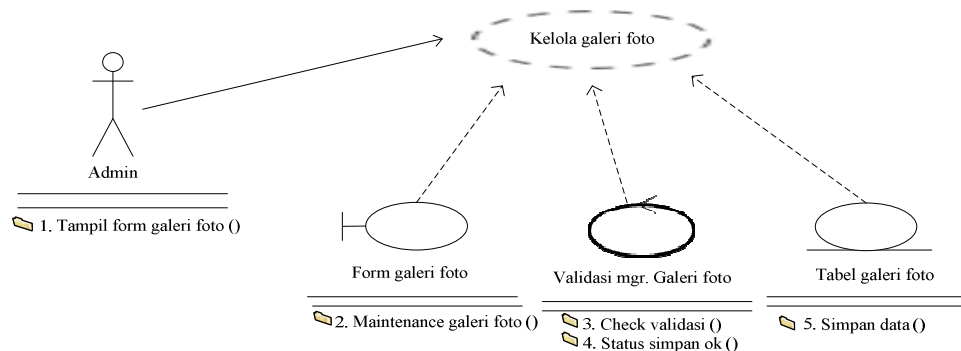 Kelola galeri foto
Admin
1. Tampil form galeri foto ()
Form galeri foto
Validasi mgr. Galeri foto
Tabel galeri foto
2. Maintenance galeri foto ()
3. Check validasi ()
4. Status simpan ok ()
5. Simpan data ()